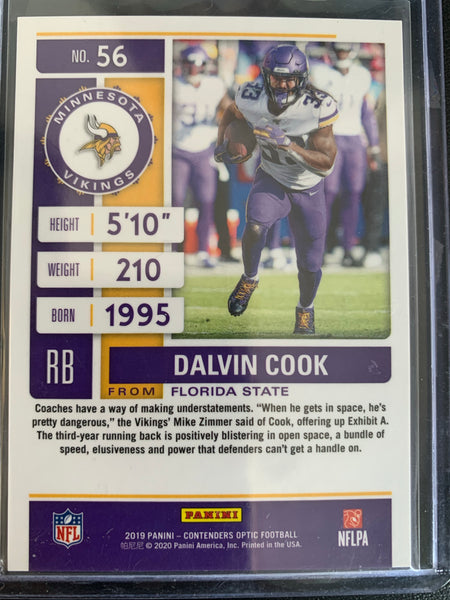 NO. 56
MINNESOTA
VIKINGS
33
HEIGHT 5'10"
WEIGHT 210
BORN 1995
RB DALVIN COOK
FROM FLORIDA STATE
Coaches have a way of making understatements. “When he gets in space, he’s
pretty dangerous,” the Vikings’ Mike Zimmer said of Cook, offering up Exhibit A.
The third-year running back is positively blistering in open space, a bundle of
speed, elusiveness and power that defenders can’t get a handle on.
NFL
PANINI
NFLPA
2019 PANINI – CONTENDERS OPTIC FOOTBALL
© 2020 Panini America, Inc. Printed in the USA.